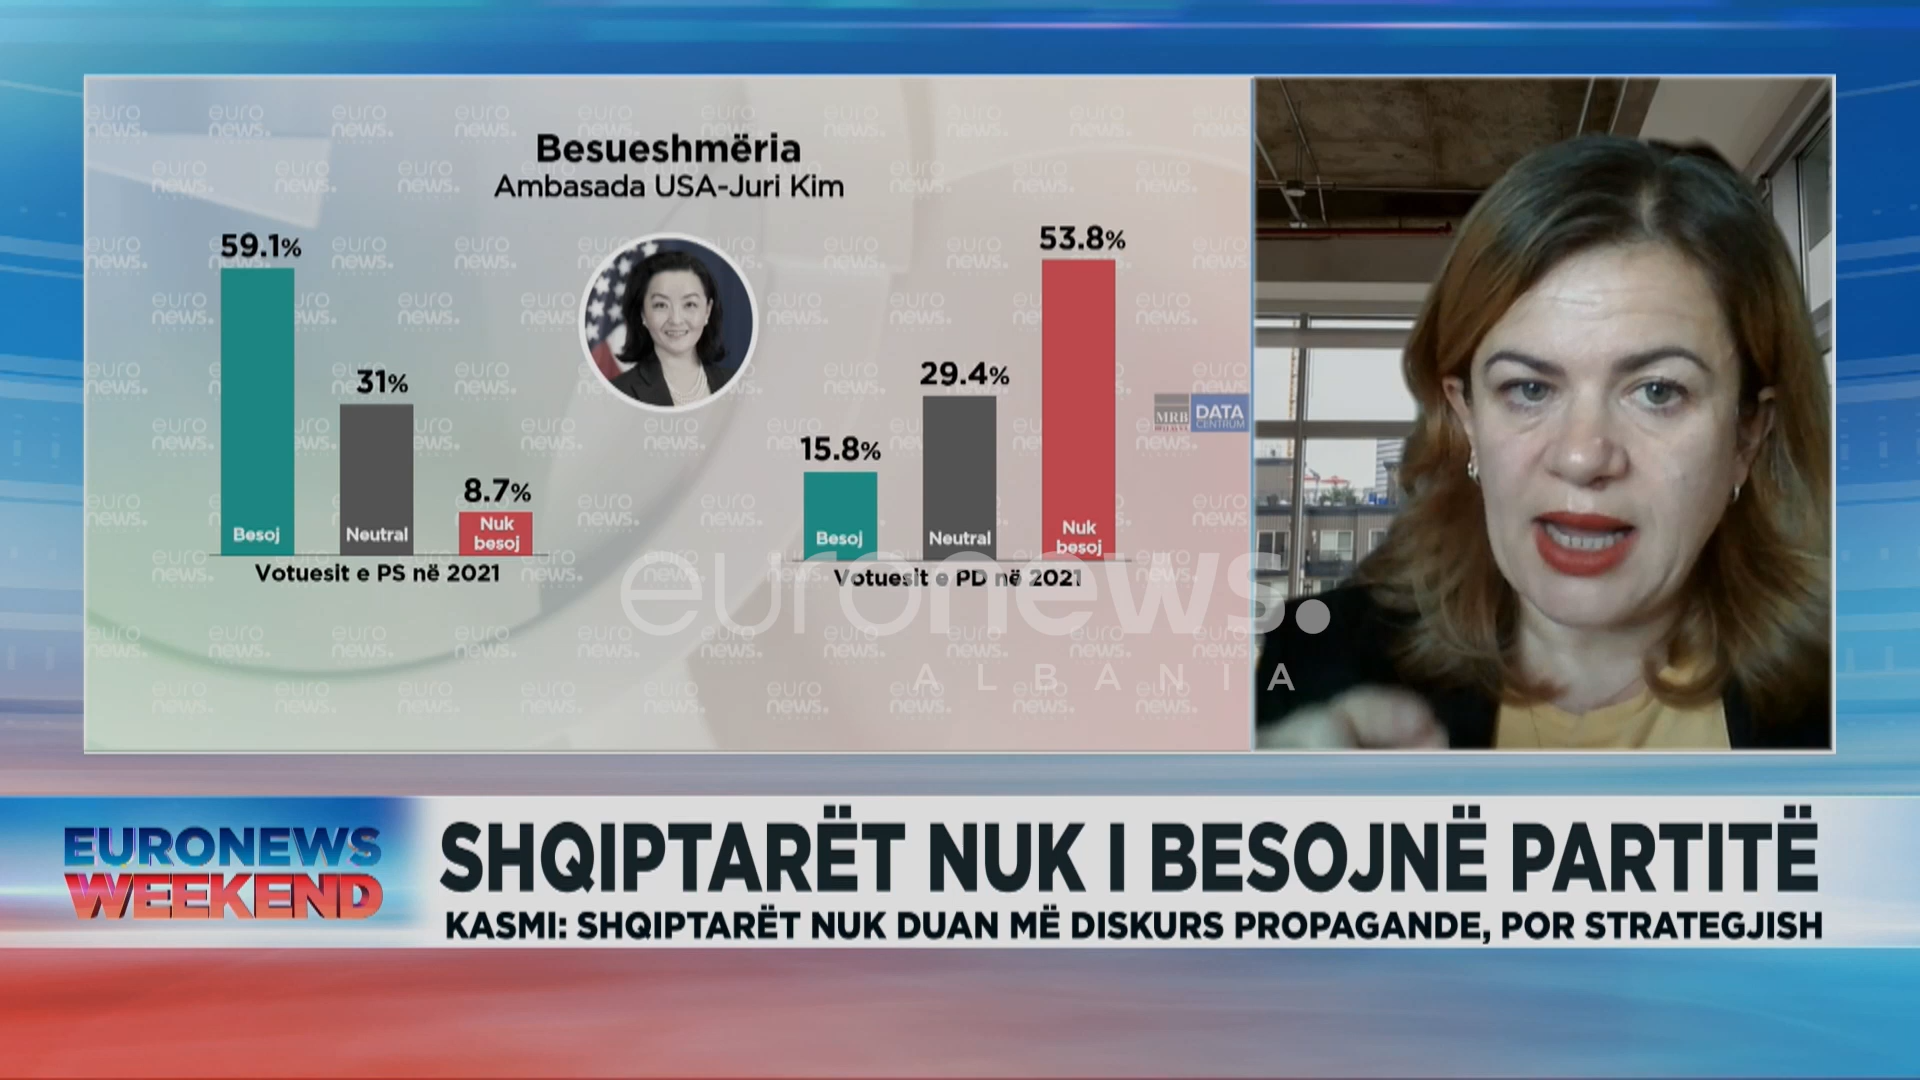 Besueshmëria
Ambasada USA-Juri Kim
59.1%
31%
8.7%
Besoj
Neutral
Nuk
besoj
Votuesit e PS në 2021
15.8%
29.4%
53.8%
Besoj
Neutral
Nuk
besoj
Votuesit e PD në 2021
MRB
DATA
CENTRUM
euronews.
ALBANIA
EURONEWS
WEEKEND
SHQIPTARËT NUK I BESOJNË PARTITË
KASMI: SHQIPTARËT NUK DUAN MË DISKURS PROPAGANDE, POR STRATEGJISH